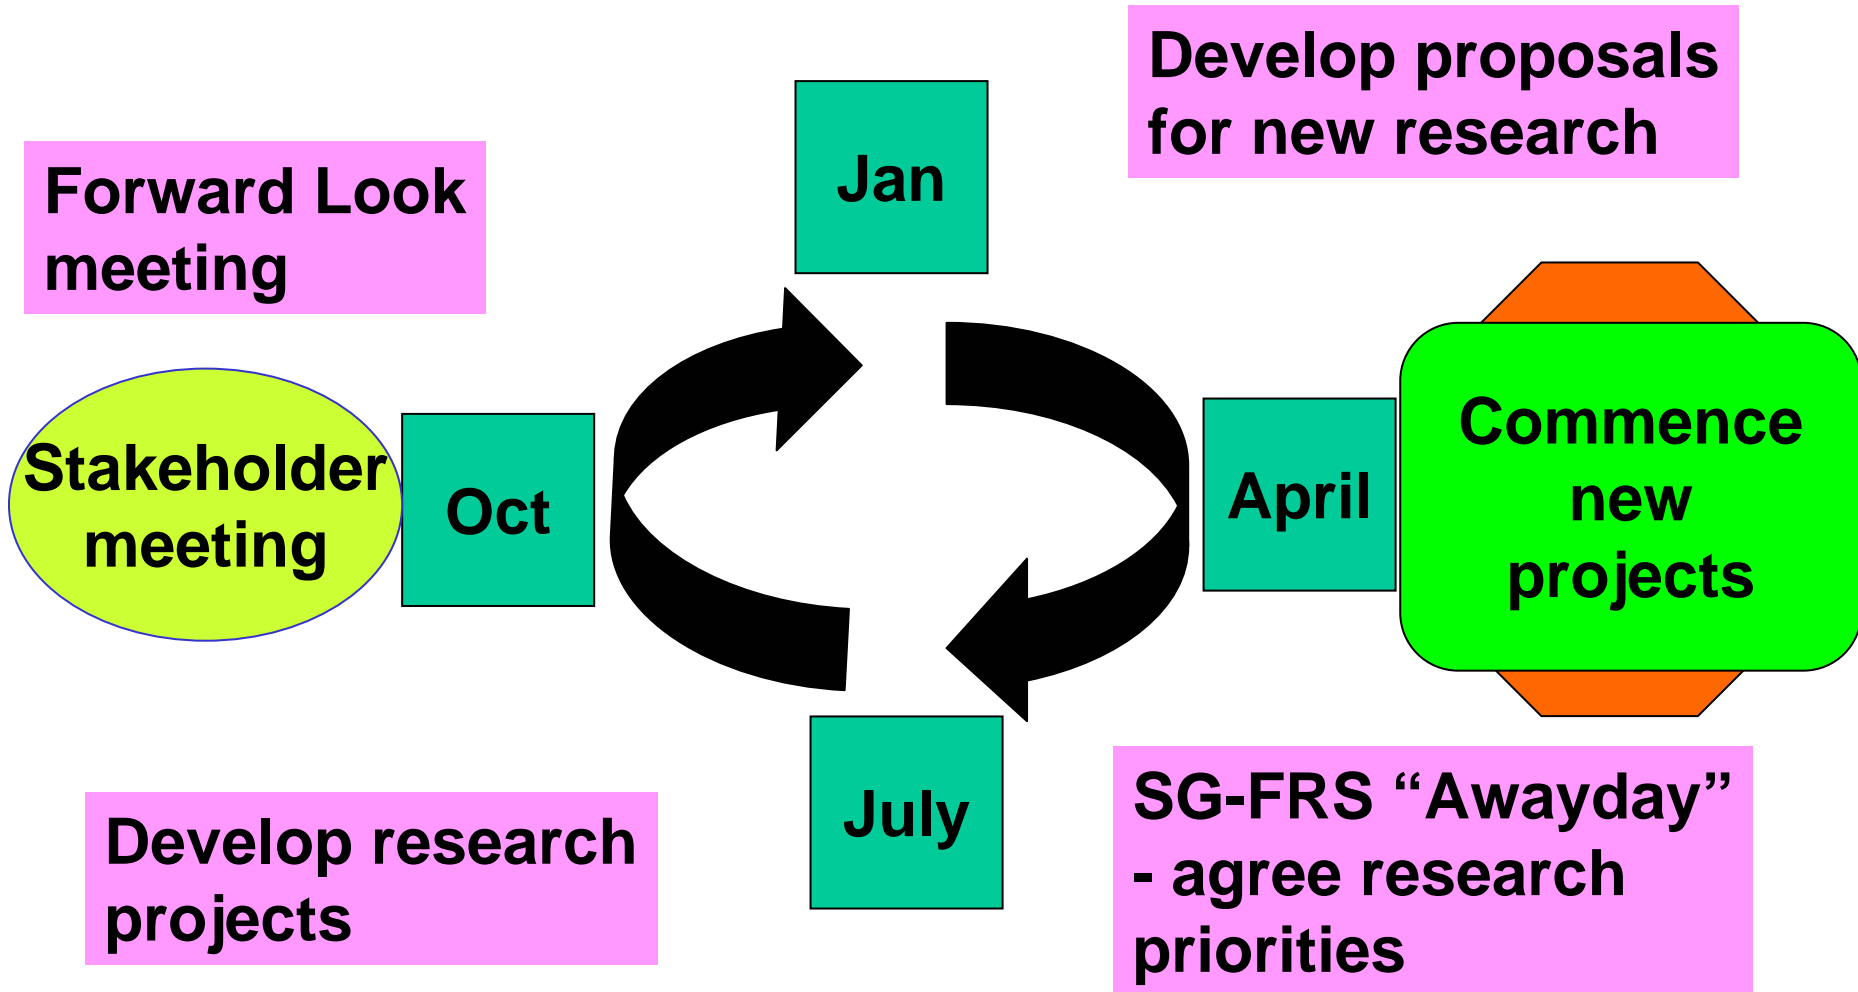 Develop proposals
for new research
Jan
Forward Look
meeting
Commence
new
projects
April
Stakeholder
meeting
Oct
SG-FRS “Awayday”
- agree research
priorities
July
Develop research
projects